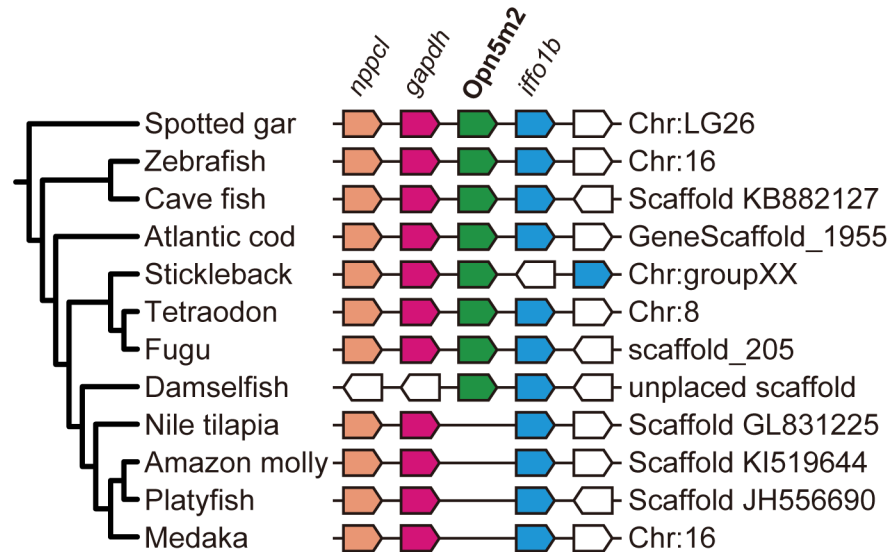 nppcl gapdh Opn5m2 iffo1b
Spotted gar Chr:LG26
Zebrafish Chr:16
Cave fish Scaffold KB882127
Atlantic cod GeneScaffold_1955
Stickleback Chr:groupXX
Tetraodon Chr:8
Fugu scaffold_205
Damselfish unplaced scaffold
Nile tilapia Scaffold GL831225
Amazon molly Scaffold KI519644
Platyfish Scaffold JH556690
Medaka Chr:16